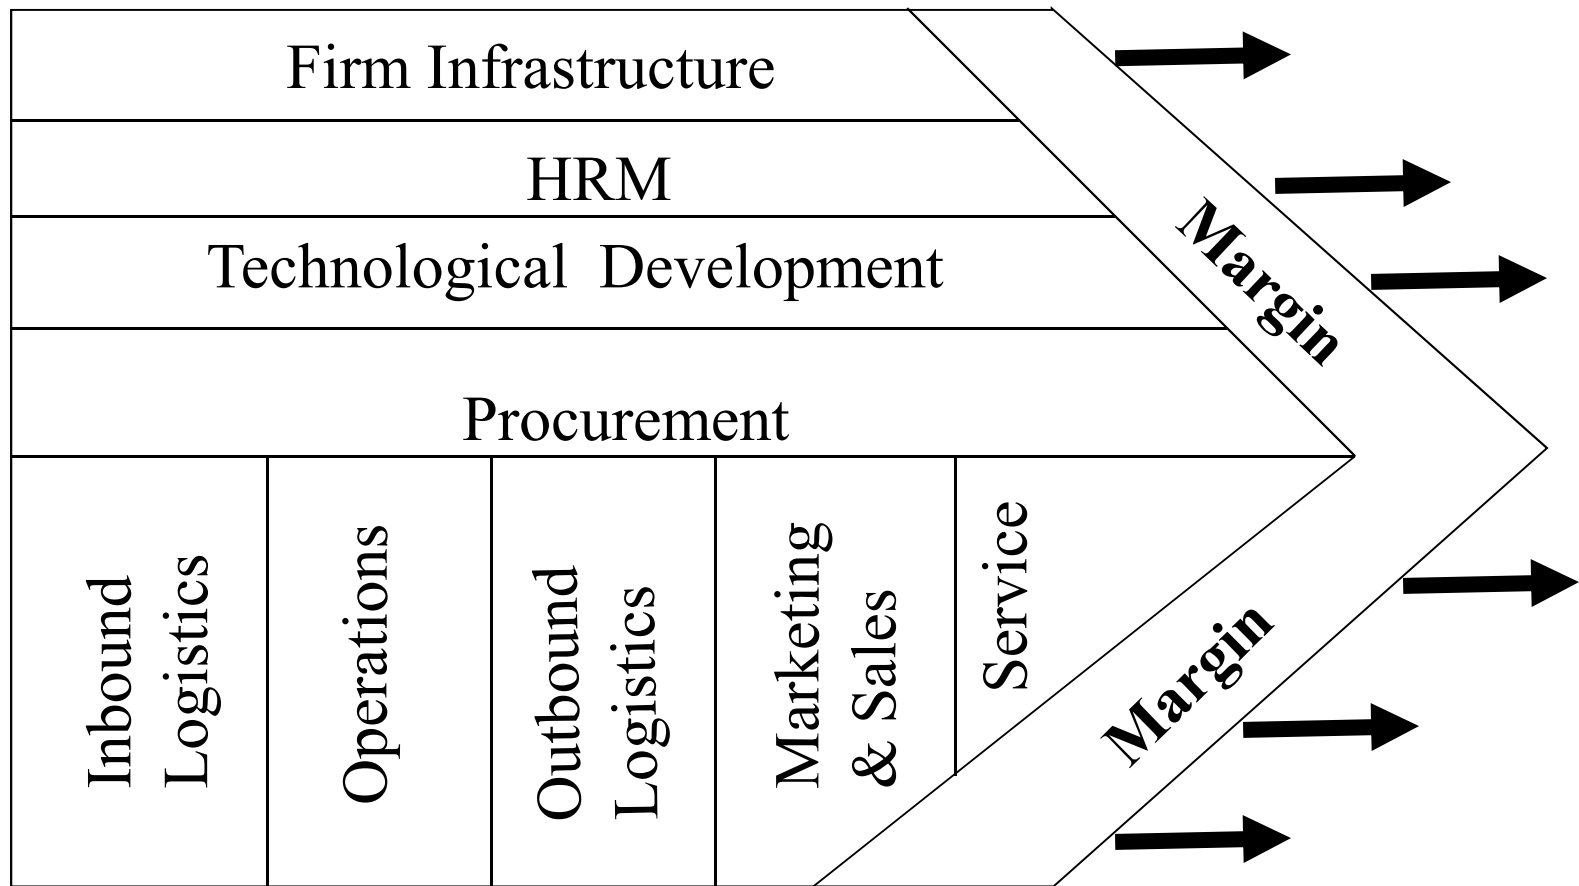 Firm Infrastructure
HRM
Technological Development
Procurement
Margin
Inbound
Logistics
Operations
Outbound
Logistics
Marketing
& Sales
Service
Margin